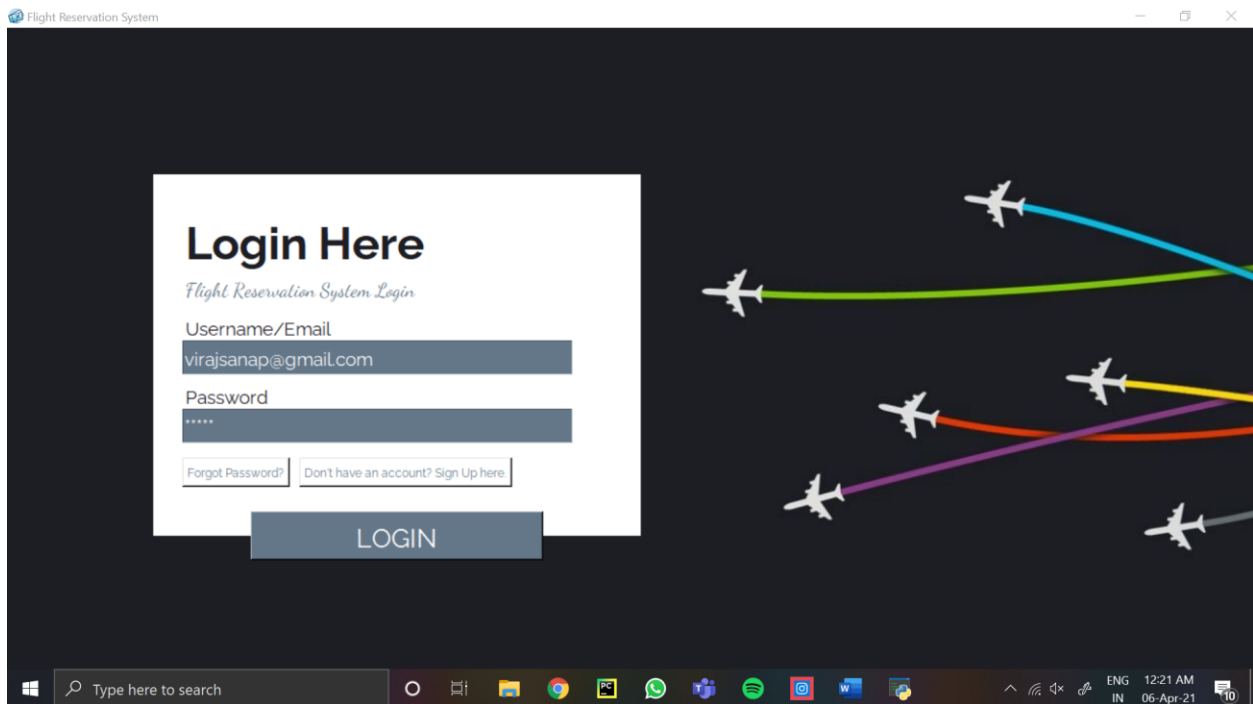 Flight Reservation System
Login Here
Flight Reservation System Login
Username/Email
virajsanap@gmail.com
Password
*****
Forgot Password? Don't have an account? Sign Up here.
LOGIN
Type here to search
PC
W
ENG 12:21 AM
IN 06-Apr-21
10